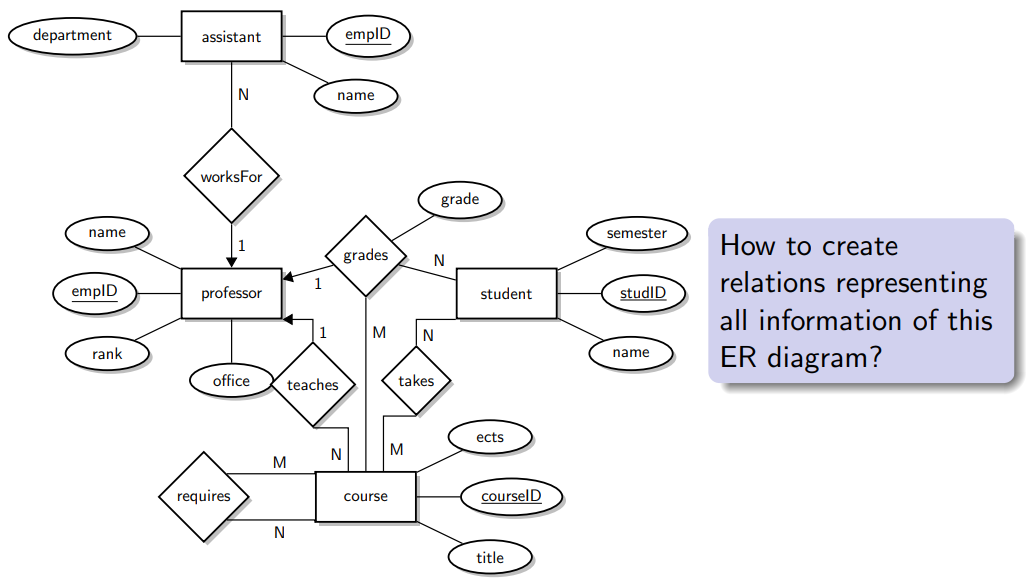 department
assistant
empID
name
N
worksFor
1
name
empID
professor
rank
office
grades
grade
1
N
M
student
semester
studID
name
1
teaches
N
N
takes
M
requires
M
N
course
ects
courseID
title
How to create
relations representing
all information of this
ER diagram?